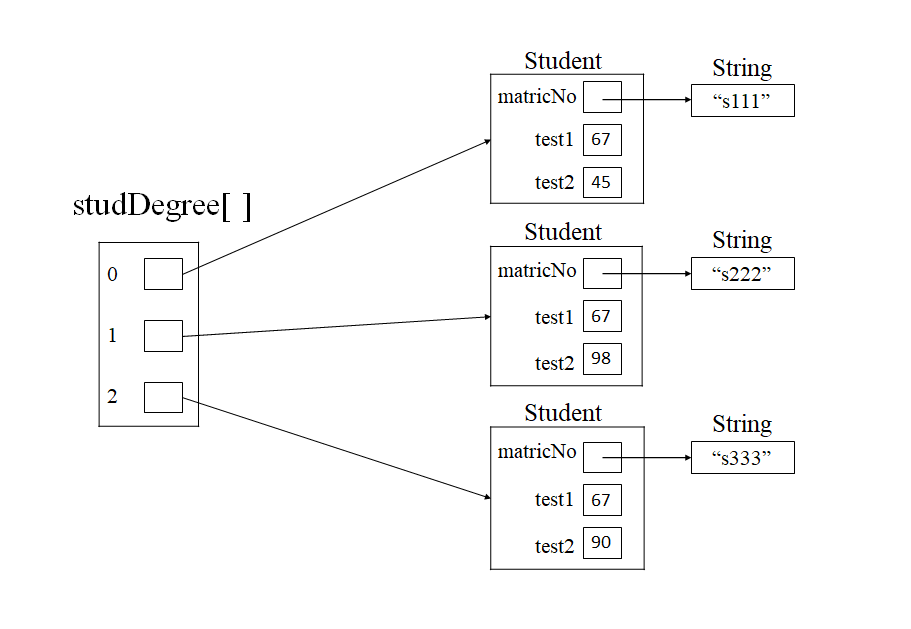 studDegree[ ]
0
1
2
Student
matricNo
test1 67
test2 45
String
“s111”
Student
matricNo
test1 67
test2 98
String
“s222”
Student
matricNo
test1 67
test2 90
String
“s333”